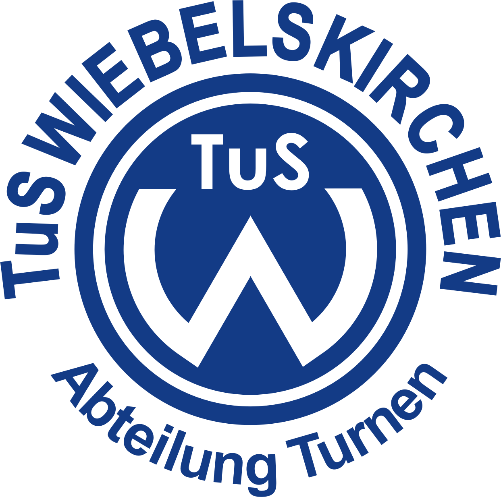 TuS WIEBELSKIRCHEN
TuS
W
Abteilung Turnen